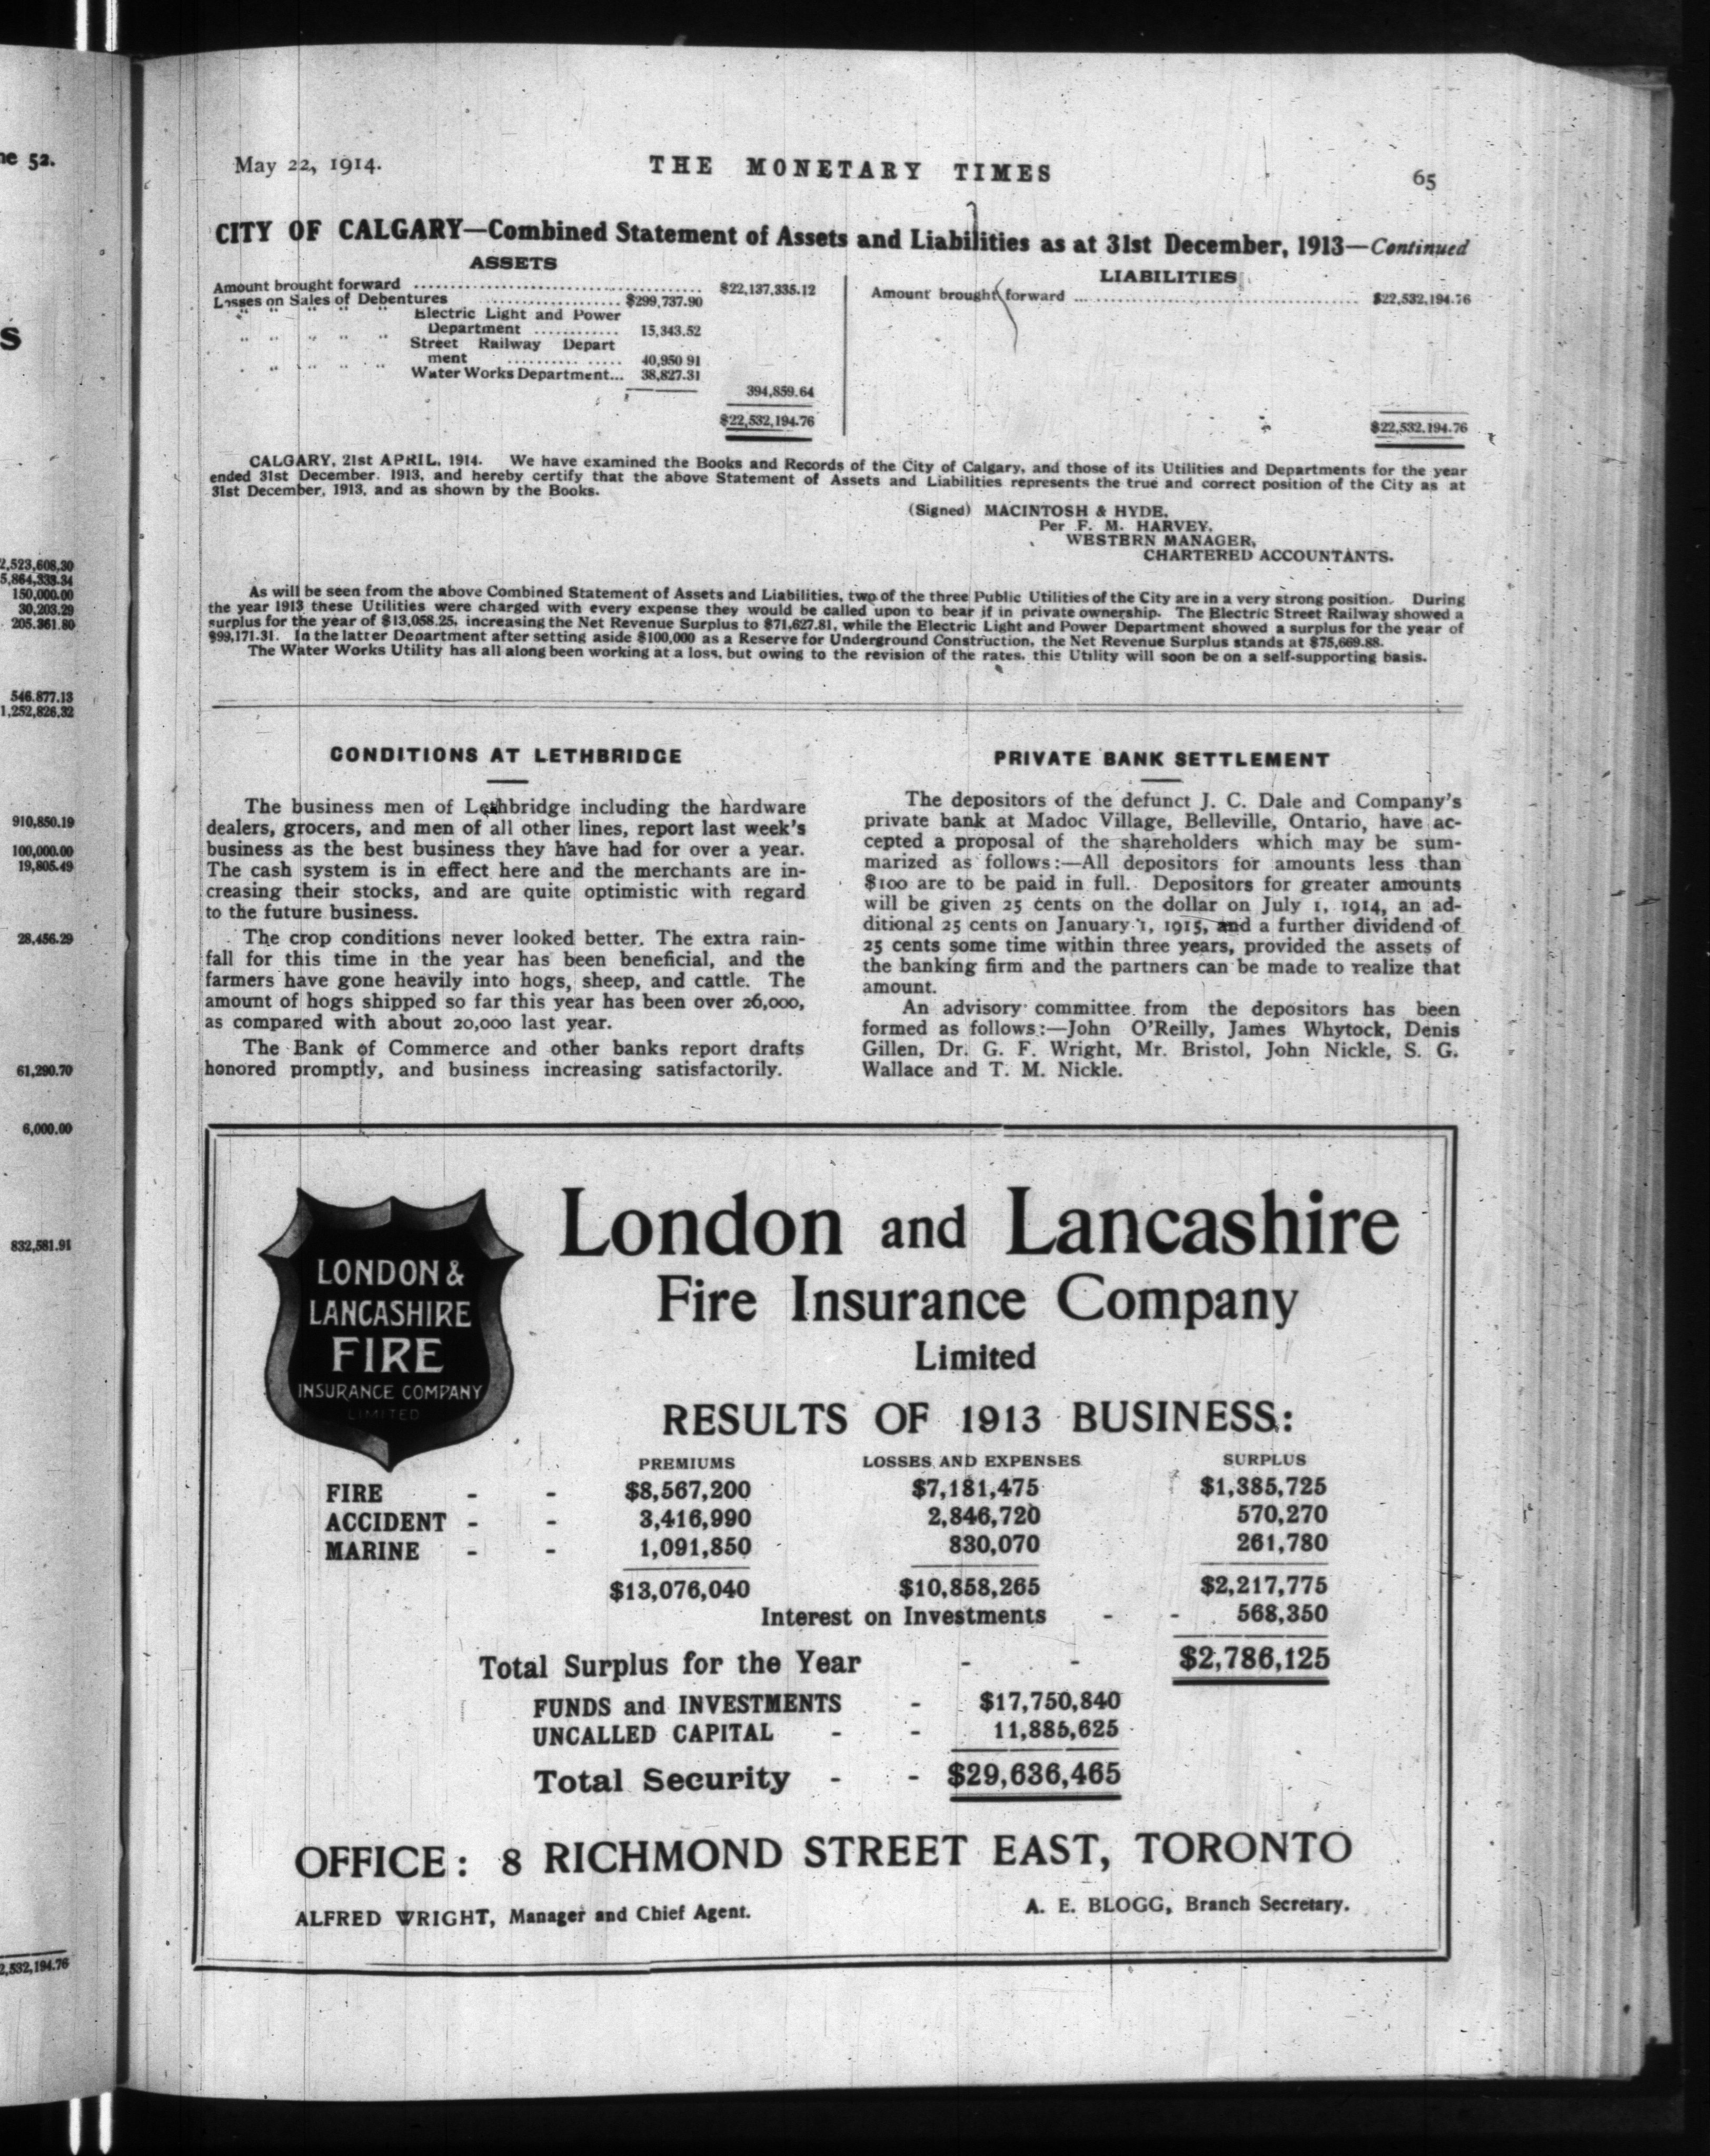 ne 52.
s
2,523,608.30
5,864,333.34
150,000.00
30,203.29
205,361.80
546,877.13
1,252,826.32
910,850.19
100,000.00
19,805.49
28,456.29
61,290.70
6,000.00
832,581.91
2,532,194.76
May 22, 1914.
THE MONETARY TIMES
65
CITY OF CALGARY—Combined Statement of Assets and Liabilities as at 31st December, 1913—Continued
ASSETS
Amount brought forward .......... $22,137,335.12
Losses on Sales of Debentures .......... $299,737.90
" " " " " Electric Light and Power
Department .......... 15,343.52
" " " " " Street Railway Depart
ment .......... 40,950 91
" " " " " Water Works Department... 38,827.31
394,859.64
$22,532,194.76
LIABILITIES
Amount brought forward .......... $22,532,194.76
$22,532,194.76
CALGARY, 21st APRIL, 1914. We have examined the Books and Records of the City of Calgary, and those of its Utilities and Departments for the year
ended 31st December, 1913, and hereby certify that the above Statement of Assets and Liabilities represents the true and correct position of the City as at
31st December, 1913, and as shown by the Books.
(Signed) MACINTOSH & HYDE,
Per F. M. HARVEY,
WESTERN MANAGER,
CHARTERED ACCOUNTANTS.
As will be seen from the above Combined Statement of Assets and Liabilities, two of the three Public Utilities of the City are in a very strong position. During
the year 1913 these Utilities were charged with every expense they would be called upon to bear if in private ownership. The Electric Street Railway showed a
surplus for the year of $13,058.25, increasing the Net Revenue Surplus to $71,627.81, while the Electric Light and Power Department showed a surplus for the year of
$99,171.31. In the latter Department after setting aside $100,000 as a Reserve for Underground Construction, the Net Revenue Surplus stands at $75,669.88.
The Water Works Utility has all along been working at a loss, but owing to the revision of the rates, this Utility will soon be on a self-supporting basis.
CONDITIONS AT LETHBRIDGE
The business men of Lethbridge including the hardware
dealers, grocers, and men of all other lines, report last week's
business as the best business they have had for over a year.
The cash system is in effect here and the merchants are in-
creasing their stocks, and are quite optimistic with regard
to the future business.
The crop conditions never looked better. The extra rain-
fall for this time in the year has been beneficial, and the
farmers have gone heavily into hogs, sheep, and cattle. The
amount of hogs shipped so far this year has been over 26,000,
as compared with about 20,000 last year.
The Bank of Commerce and other banks report drafts
honored promptly, and business increasing satisfactorily.
PRIVATE BANK SETTLEMENT
The depositors of the defunct J. C. Dale and Company's
private bank at Madoc Village, Belleville, Ontario, have ac-
cepted a proposal of the shareholders which may be sum-
marized as follows:—All depositors for amounts less than
$100 are to be paid in full. Depositors for greater amounts
will be given 25 cents on the dollar on July 1, 1914, an ad-
ditional 25 cents on January 1, 1915, and a further dividend of
25 cents some time within three years, provided the assets of
the banking firm and the partners can be made to realize that
amount.
An advisory committee from the depositors has been
formed as follows:—John O'Reilly, James Whytock, Denis
Gillen, Dr. G. F. Wright, Mr. Bristol, John Nickle, S. G.
Wallace and T. M. Nickle.
LONDON &
LANCASHIRE
FIRE
INSURANCE COMPANY
LIMITED
London and Lancashire
Fire Insurance Company
Limited
RESULTS OF 1913 BUSINESS:
PREMIUMS LOSSES AND EXPENSES SURPLUS
FIRE - - $8,567,200 $7,181,475 $1,385,725
ACCIDENT - - 3,416,990 2,846,720 570,270
MARINE - - 1,091,850 830,070 261,780
$13,076,040 $10,858,265 $2,217,775
Interest on Investments - - 568,350
Total Surplus for the Year - - $2,786,125
FUNDS and INVESTMENTS - $17,750,840
UNCALLED CAPITAL - - 11,885,625
Total Security - - $29,636,465
OFFICE: 8 RICHMOND STREET EAST, TORONTO
ALFRED WRIGHT, Manager and Chief Agent.
A. E. BLOGG, Branch Secretary.